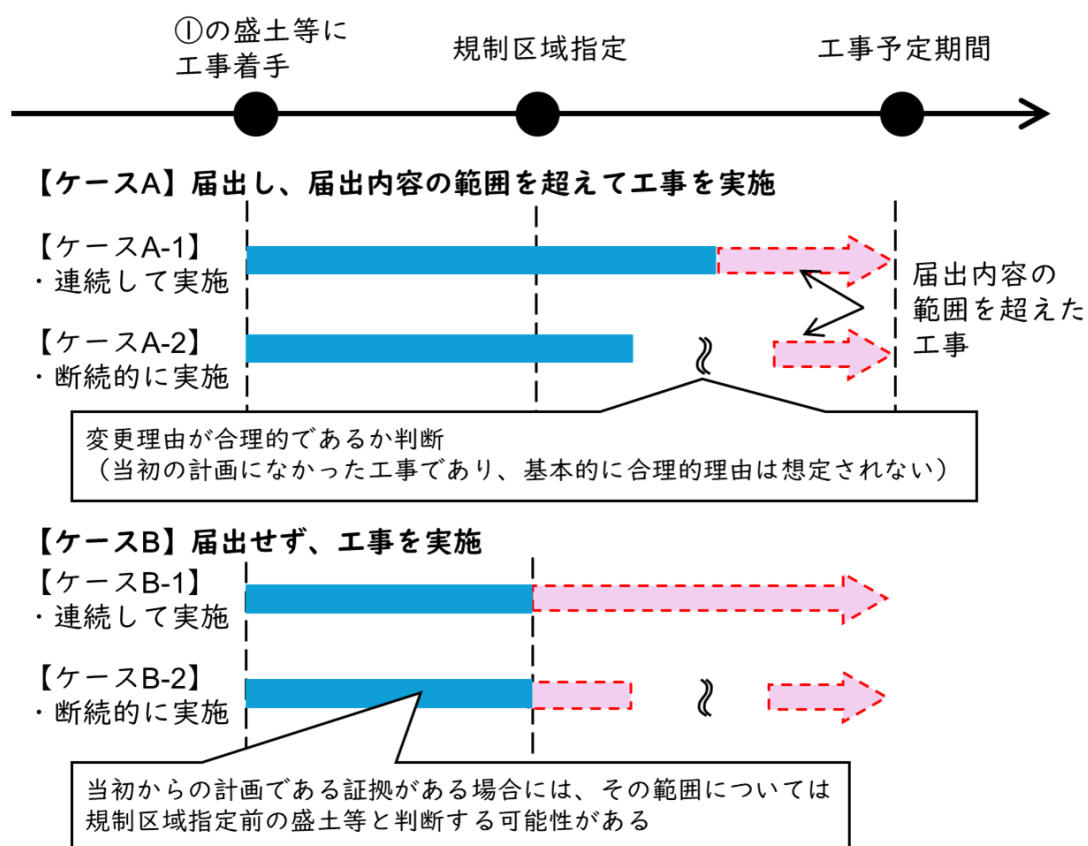 ①の盛土等に
工事着手
規制区域指定
工事予定期間
【ケースA】届出し、届出内容の範囲を超えて工事を実施
【ケースA-1】
・連続して実施
【ケースA-2】
・断続的に実施
届出内容の
範囲を超えた
工事
変更理由が合理的であるか判断
（当初の計画になかった工事であり、基本的に合理的理由は想定されない）
【ケースB】届出せず、工事を実施
【ケースB-1】
・連続して実施
【ケースB-2】
・断続的に実施
当初からの計画である証拠がある場合には、その範囲については
規制区域指定前の盛土等と判断する可能性がある